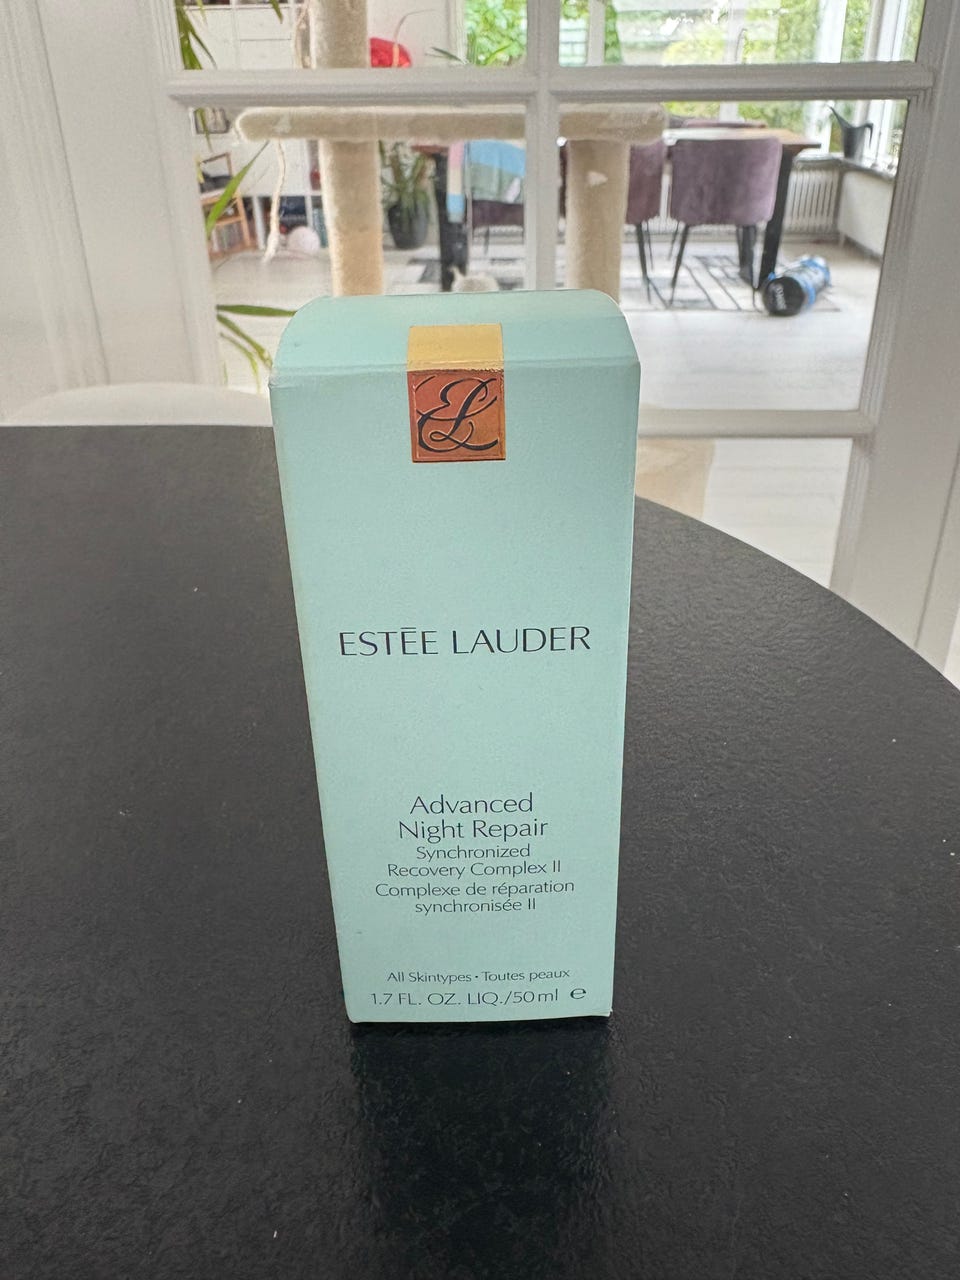 EL
ESTĒE LAUDER
Advanced
Night Repair
Synchronized
Recovery Complex II
Complexe de réparation
synchronisée II
All Skintypes • Toutes peaux
1.7 FL. OZ. LIQ./50 ml ℮